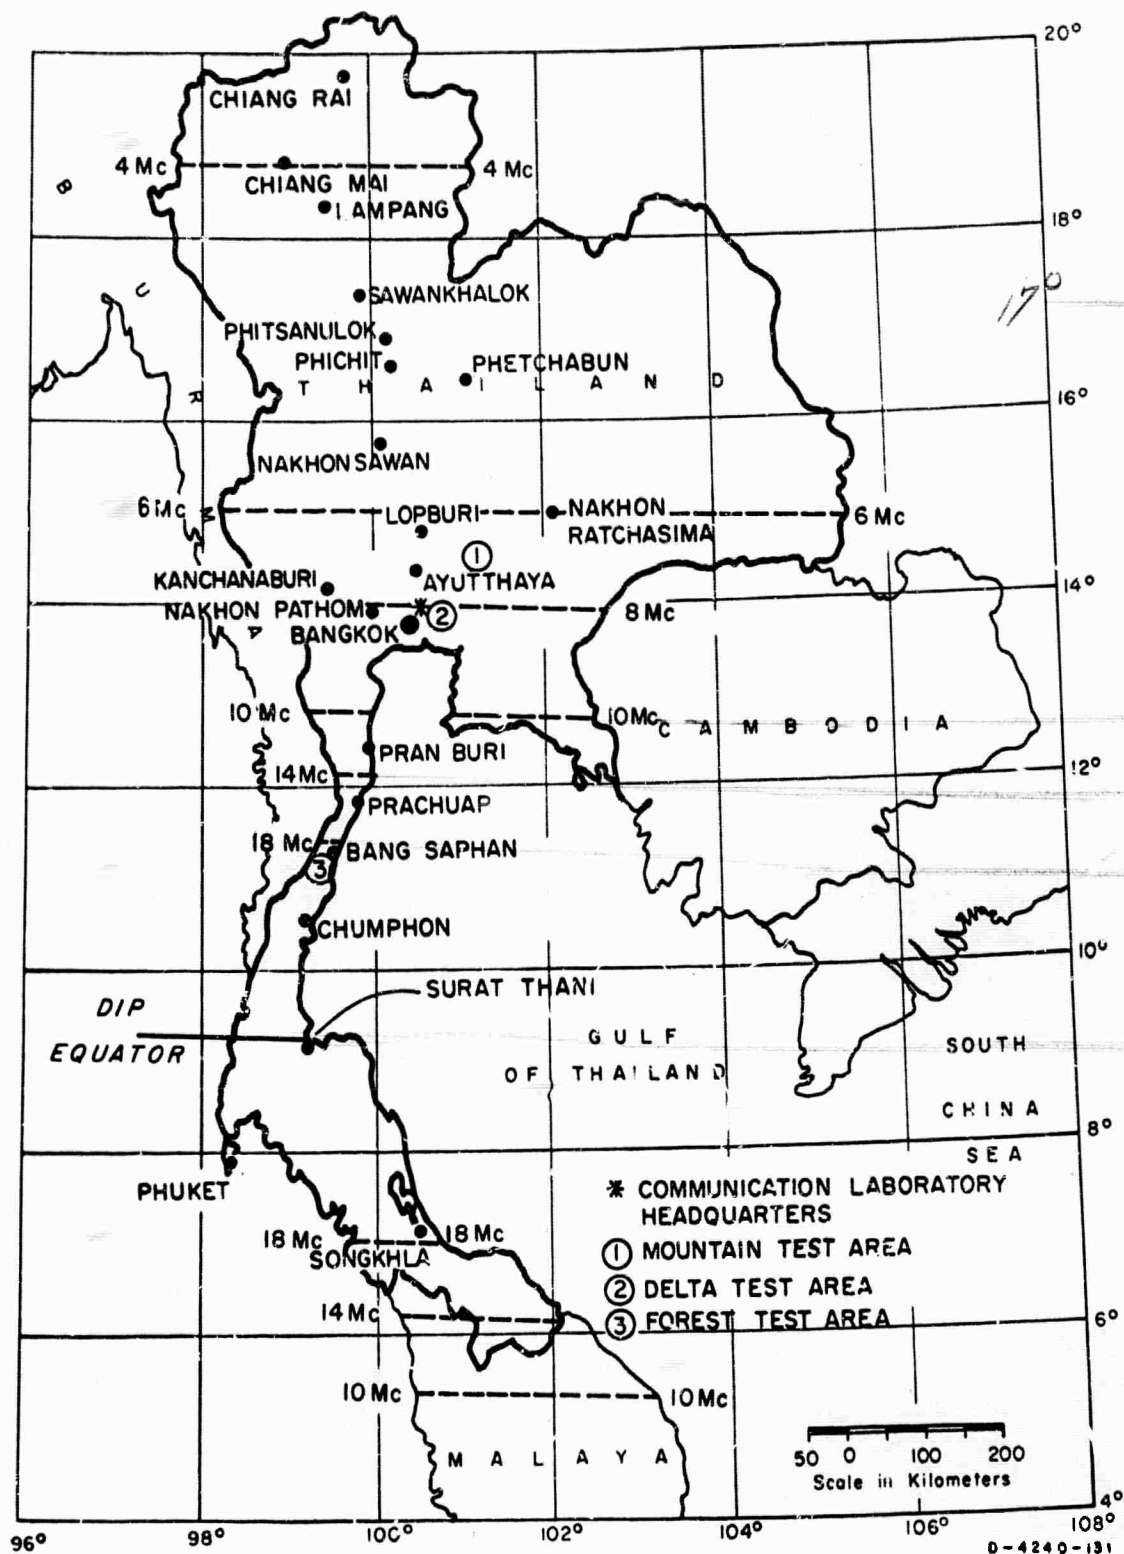 20°
CHIANG RAI
4 Mc
4 Mc
CHIANG MAI
LAMPANG
18°
B U R M A
SAWANKHALOK
17°
PHITSANULOK
PHICHIT
PHETCHABUN
T H A I L A N D
16°
NAKHON SAWAN
6 Mc
LOPBURI
NAKHON
RATCHASIMA
6 Mc
1
KANCHANABURI
AYUTTHAYA
14°
NAKHON PATHOM
2
8 Mc
BANGKOK
10 Mc
10 Mc
C A M B O D I A
PRAN BURI
14 Mc
12°
PRACHUAP
18 Mc
BANG SAPHAN
3
CHUMPHON
10°
SURAT THANI
DIP
EQUATOR
GULF
OF THAILAND
SOUTH
CHINA
SEA
8°
PHUKET
* COMMUNICATION LABORATORY
HEADQUARTERS
18 Mc
18 Mc
SONGKHLA
1 MOUNTAIN TEST AREA
2 DELTA TEST AREA
14 Mc
3 FOREST TEST AREA
6°
10 Mc
10 Mc
M A L A Y A
50 0 100 200
Scale in Kilometers
4°
96° 98° 100° 102° 104° 106° 108°
D-4240-131